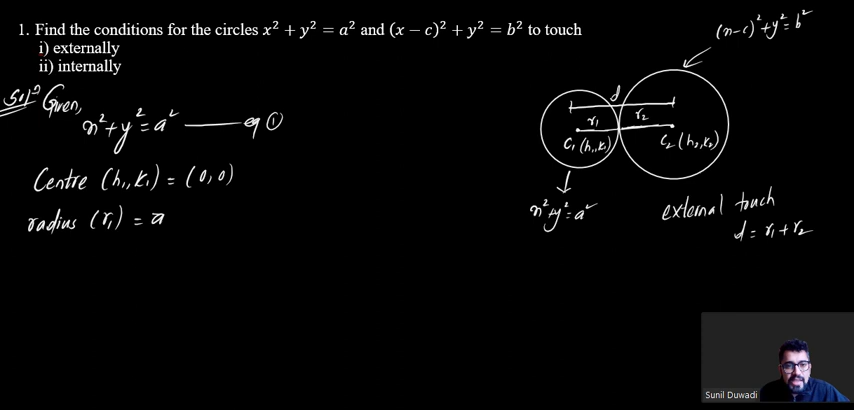 1. Find the conditions for the circles x² + y² = a² and (x − c)² + y² = b² to touch
i) externally
ii) internally
(x-c)²+y²=b²
Solⁿ Given,
x²+y²=a² —— eq ①
Centre (h₁,k₁) = (0,0)
radius (r₁) = a
d
r₁
r₂
C₁ (h₁,k₁)
C₂ (h₂,k₂)
x²+y²=a²
external touch
d = r₁ + r₂
Sunil Duwadi